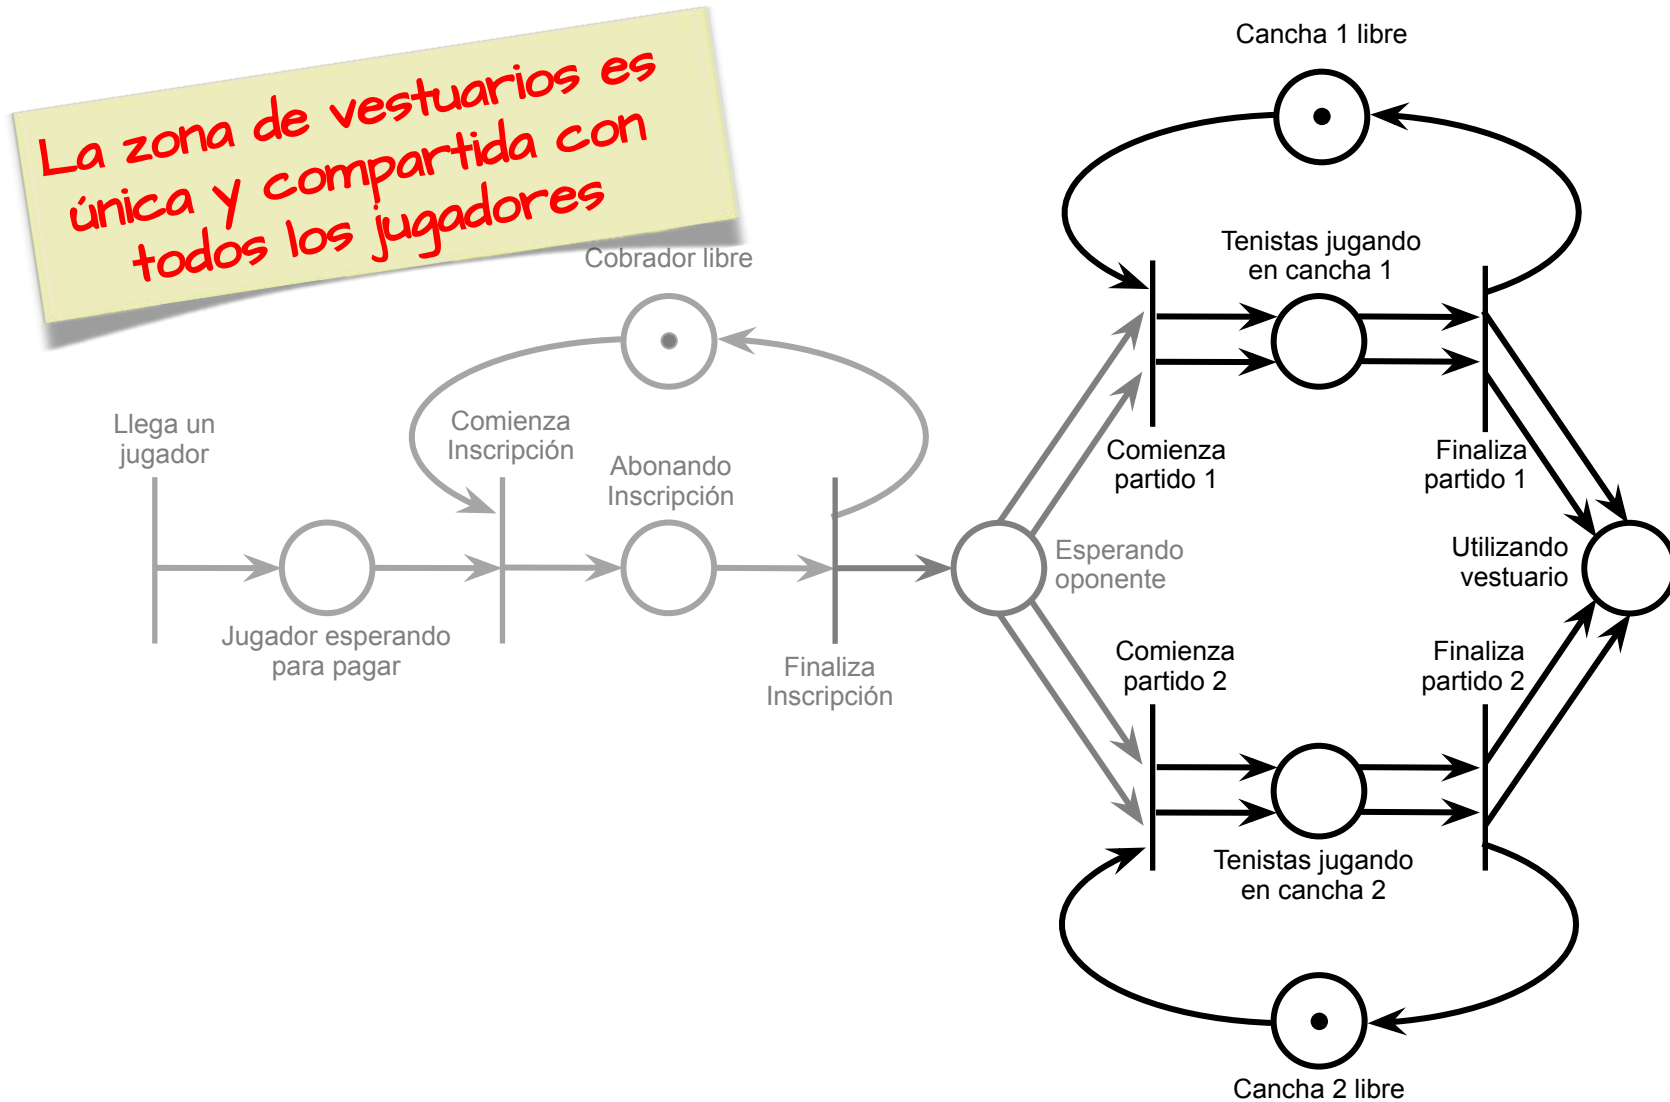 La zona de vestuarios es
única y compartida con
todos los jugadores
Cancha 1 libre
Tenistas jugando
en cancha 1
Cobrador libre
Llega un
jugador
Comienza
Inscripción
Abonando
Inscripción
Comienza
partido 1
Finaliza
partido 1
Esperando
oponente
Utilizando
vestuario
Jugador esperando
para pagar
Finaliza
Inscripción
Comienza
partido 2
Finaliza
partido 2
Tenistas jugando
en cancha 2
Cancha 2 libre